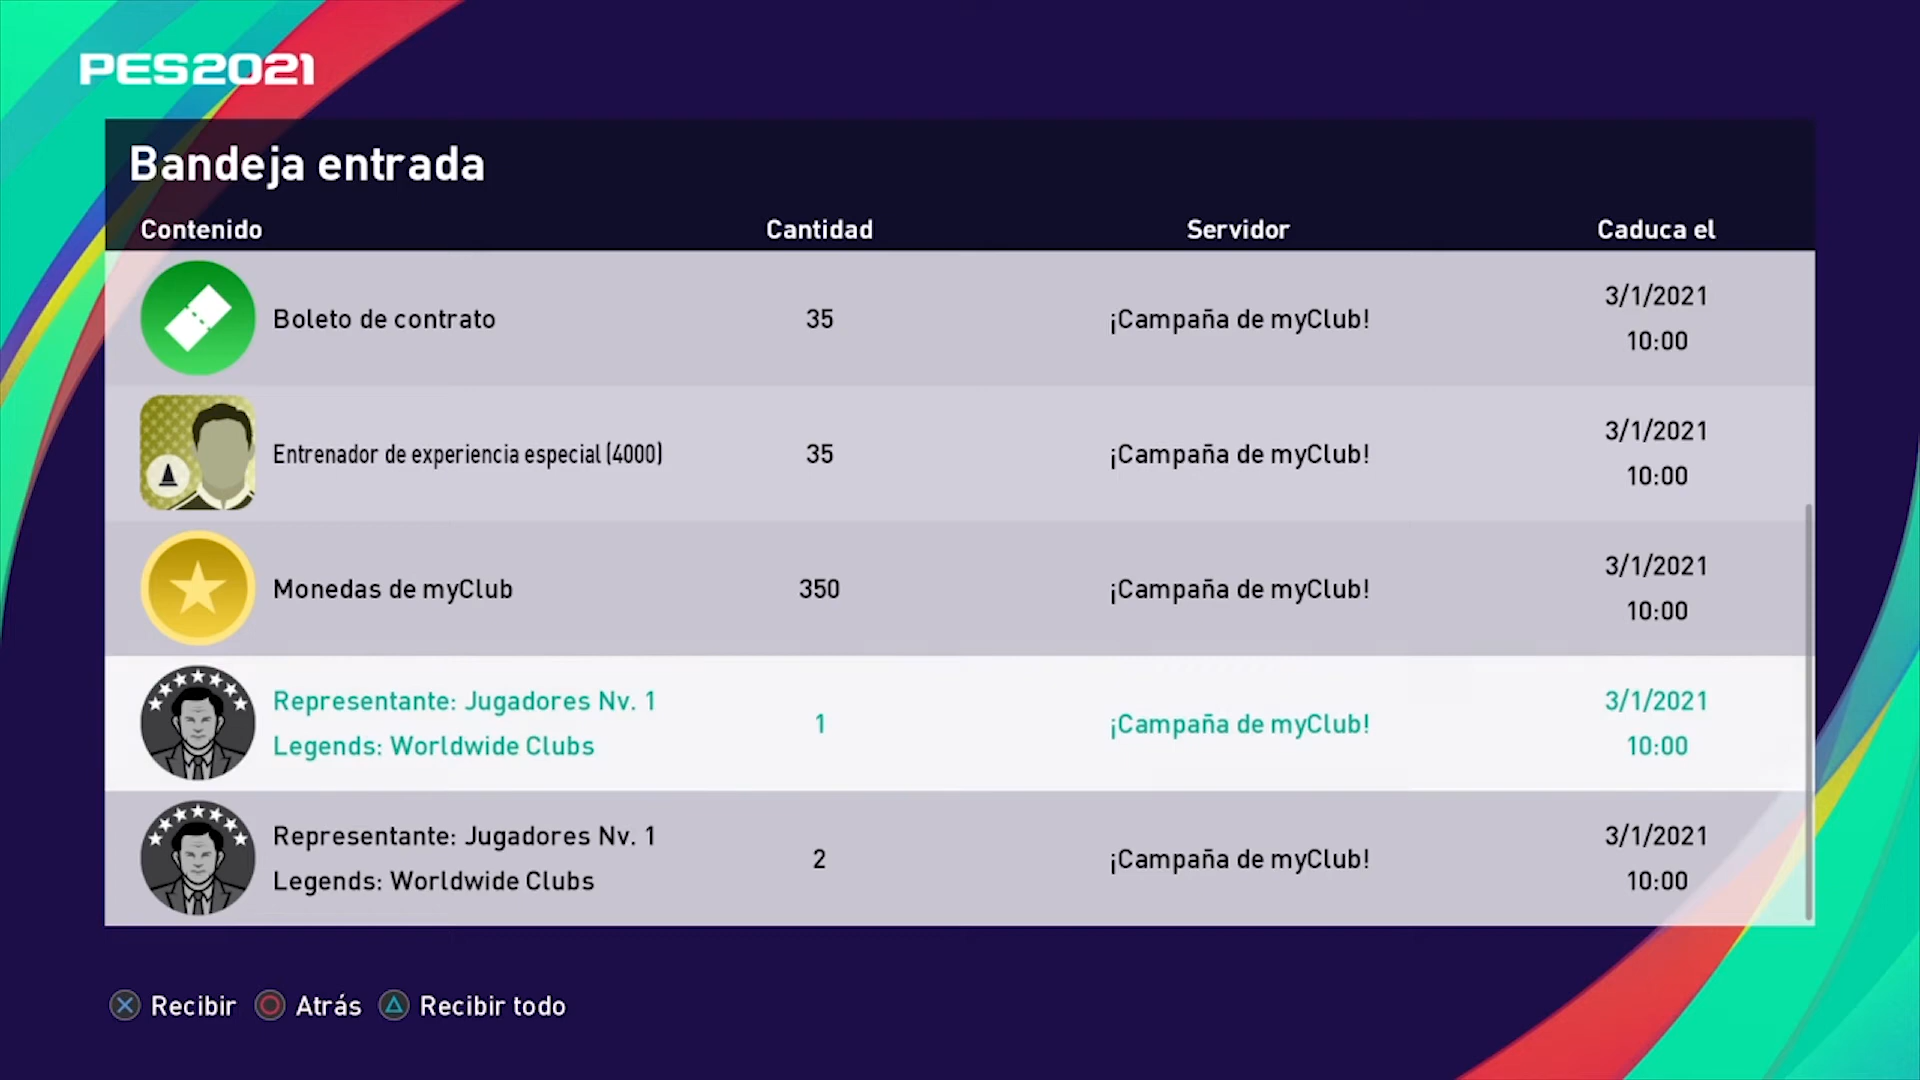 PES2021
Bandeja entrada
Contenido Cantidad Servidor Caduca el
Boleto de contrato 35 ¡Campaña de myClub! 3/1/2021
10:00
Entrenador de experiencia especial (4000) 35 ¡Campaña de myClub! 3/1/2021
10:00
Monedas de myClub 350 ¡Campaña de myClub! 3/1/2021
10:00
Representante: Jugadores Nv. 1
Legends: Worldwide Clubs 1 ¡Campaña de myClub! 3/1/2021
10:00
Representante: Jugadores Nv. 1
Legends: Worldwide Clubs 2 ¡Campaña de myClub! 3/1/2021
10:00
Recibir Atrás Recibir todo